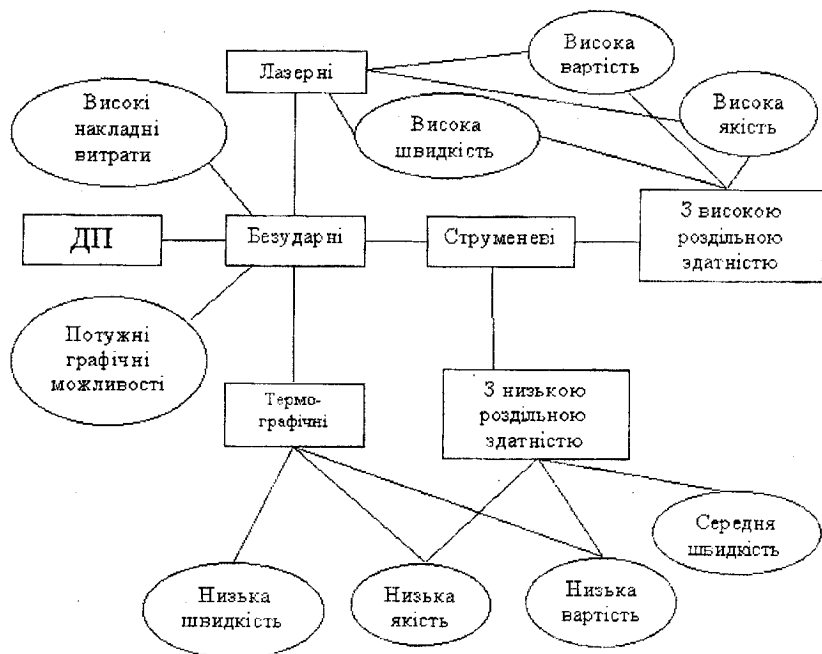 Лазерні
Висока
вартість
Високі
накладні
витрати
Висока
швидкість
Висока
якість
ДП
Безударні
Струменеві
З високою
роздільною
здатністю
Потужні
графічні
можливості
Термо-
графічні
З низькою
роздільною
здатністю
Середня
швидкість
Низька
швидкість
Низька
якість
Низька
вартість